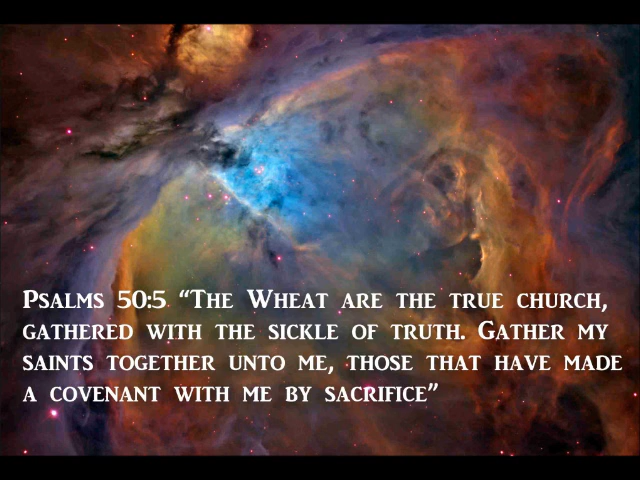 Psalms 50:5 “The Wheat are the true church,
gathered with the sickle of truth. Gather my
saints together unto me, those that have made
a covenant with me by sacrifice”